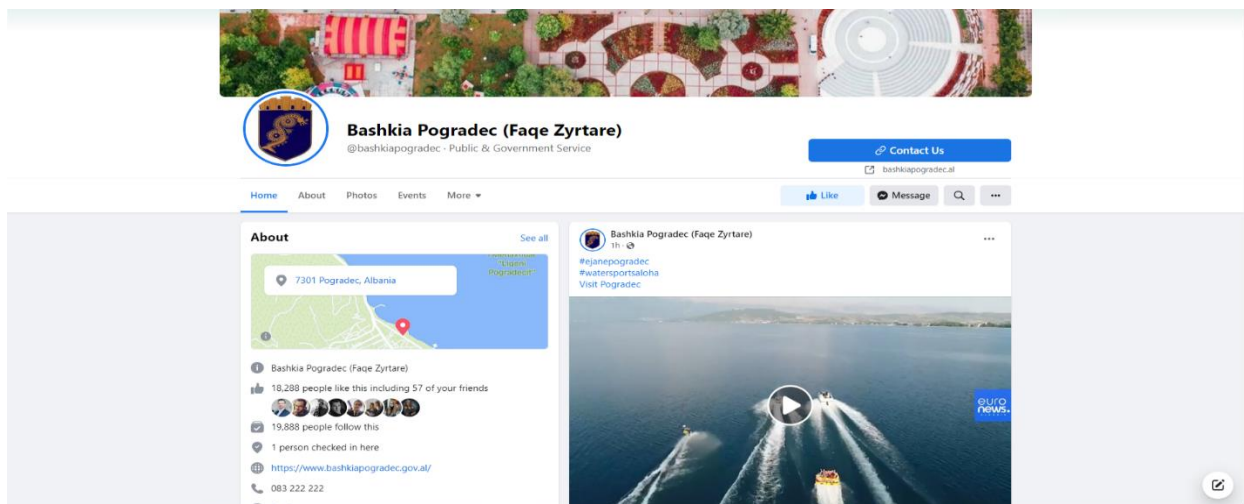 Bashkia Pogradec (Faqe Zyrtare)
@bashkiapogradec · Public & Government Service
Contact Us
bashkiapogradec.al
Home About Photos Events More
Like Message
About See all
"Liqeni
Pogradecit"
7301 Pogradec, Albania
Bashkia Pogradec (Faqe Zyrtare)
18,288 people like this including 57 of your friends
19,888 people follow this
1 person checked in here
https://www.bashkiapogradec.gov.al/
083 222 222
Bashkia Pogradec (Faqe Zyrtare)
1h ·
#ejanepogradec
#watersportsaloha
Visit Pogradec
euro
news.